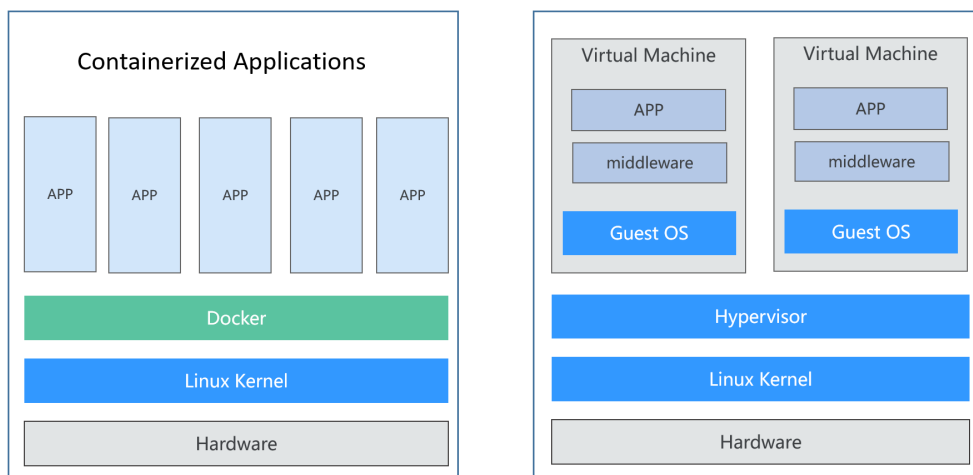 Containerized Applications
APP
APP
APP
APP
APP
Docker
Linux Kernel
Hardware
Virtual Machine
APP
middleware
Guest OS
Virtual Machine
APP
middleware
Guest OS
Hypervisor
Linux Kernel
Hardware